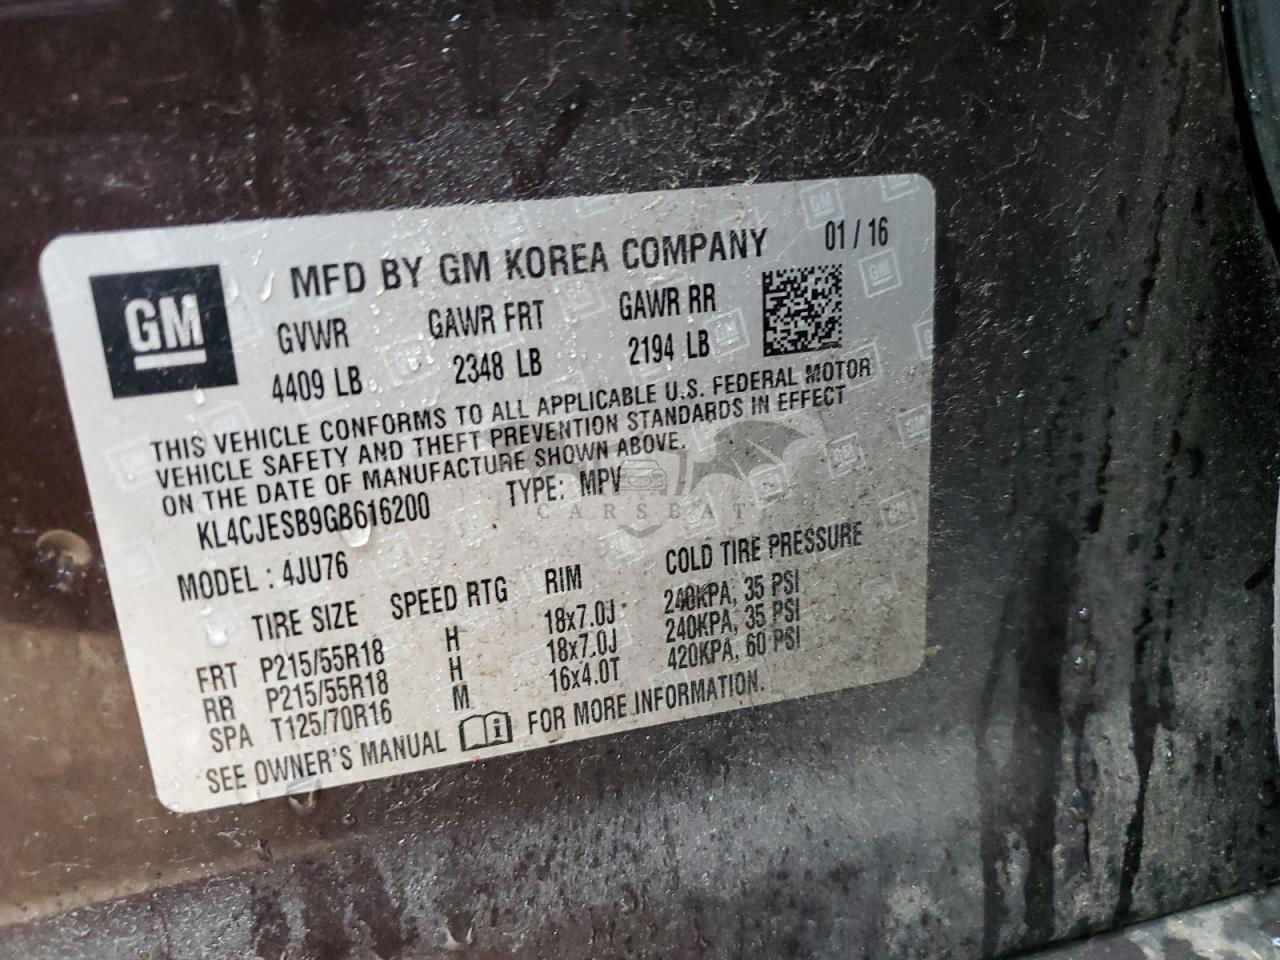 GM
MFD BY GM KOREA COMPANY 01 / 16
GVWR GAWR FRT GAWR RR
4409 LB 2348 LB 2194 LB
THIS VEHICLE CONFORMS TO ALL APPLICABLE U.S. FEDERAL MOTOR
VEHICLE SAFETY AND THEFT PREVENTION STANDARDS IN EFFECT
ON THE DATE OF MANUFACTURE SHOWN ABOVE.
KL4CJESB9GB616200 TYPE: MPV
CARSEAT
MODEL : 4JU76
TIRE SIZE SPEED RTG RIM COLD TIRE PRESSURE
FRT P215/55R18 H 18x7.0J 240KPA, 35 PSI
RR P215/55R18 H 18x7.0J 240KPA, 35 PSI
SPA T125/70R16 M 16x4.0T 420KPA, 60 PSI
SEE OWNER'S MANUAL FOR MORE INFORMATION.